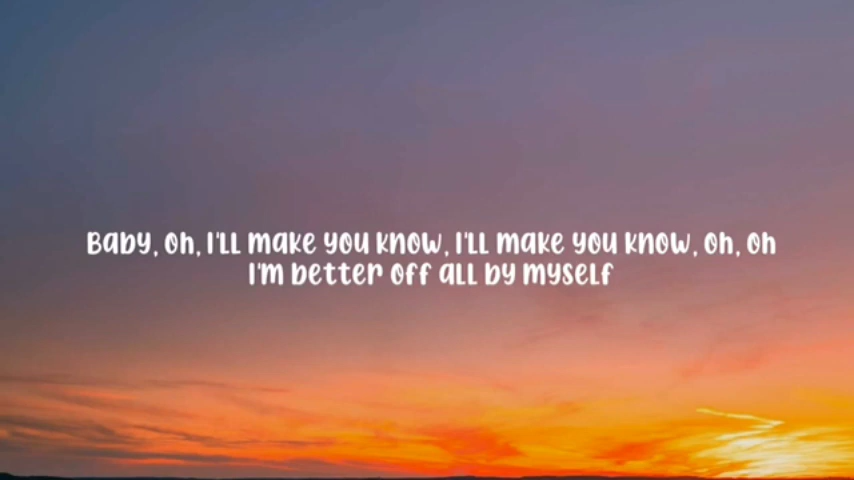 Baby, oh, I'll make you know, I'll make you know, oh, oh
I'm better off all by myself